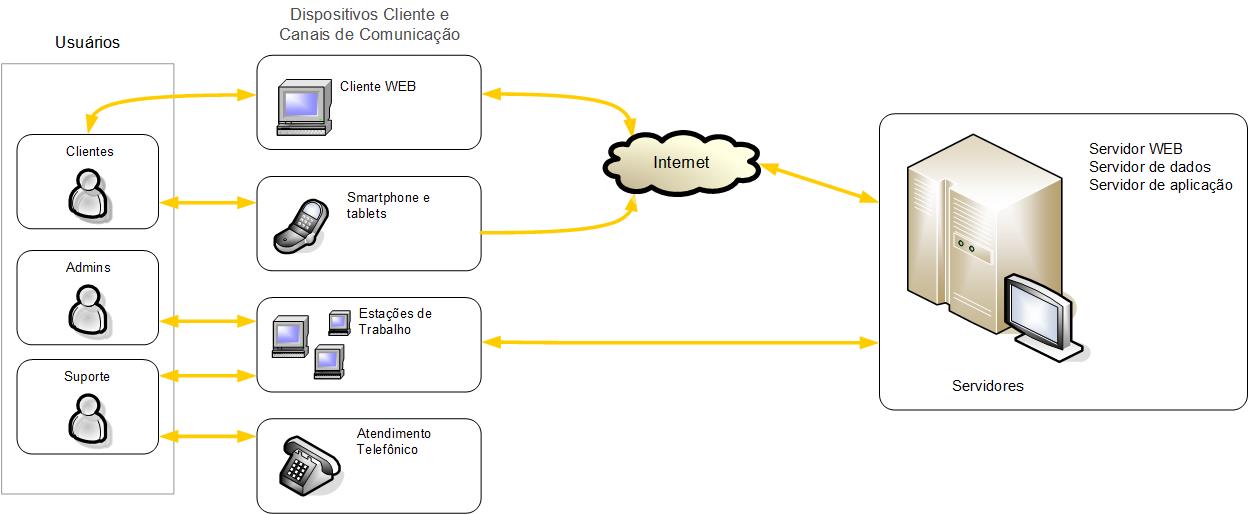 Dispositivos Cliente e
Canais de Comunicação
Usuários
Cliente WEB
Clientes
Smartphone e
tablets
Admins
Estações de
Trabalho
Suporte
Atendimento
Telefônico
Internet
Servidor WEB
Servidor de dados
Servidor de aplicação
Servidores